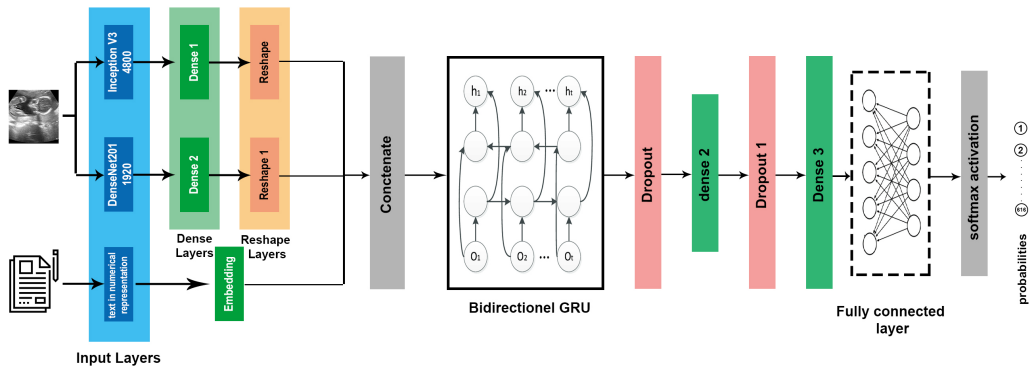 Inception V3
4800
DenseNet201
1920
text in numerical
representation
Input Layers
Dense 1
Dense 2
Dense
Layers
Reshape
Reshape 1
Reshape
Layers
Embedding
Conctenate
h1 h2 ... ht
O1 O2 ... Ot
Bidirectionel GRU
Dropout
dense 2
Dropout 1
Dense 3
Fully connected
layer
softmax activation
1
2
616
probabilities